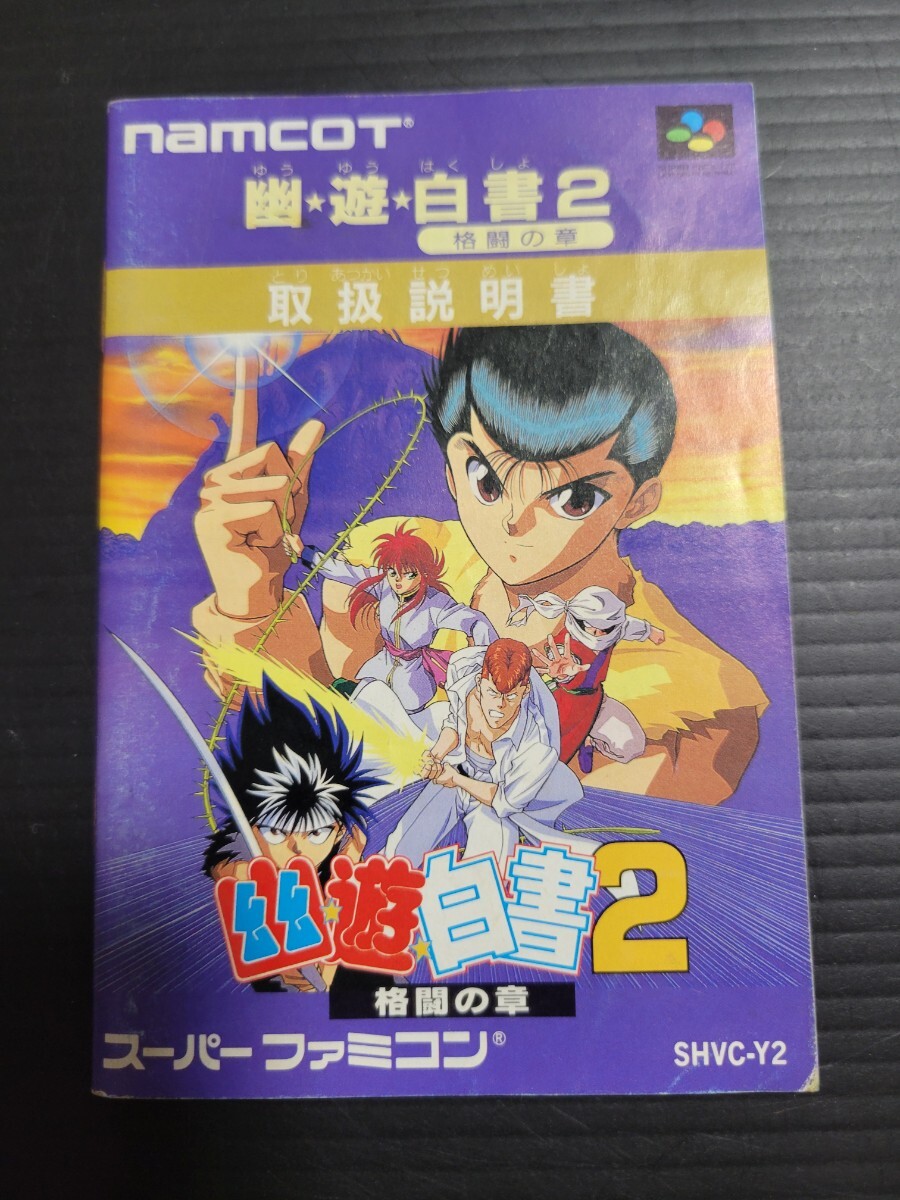 namcot®
ゆう ゆう はく しょ
幽★遊★白書2
格闘の章
とり あつかい せつ めい しょ
取扱説明書
幽★遊★白書2
格闘の章
スーパーファミコン®
SHVC-Y2